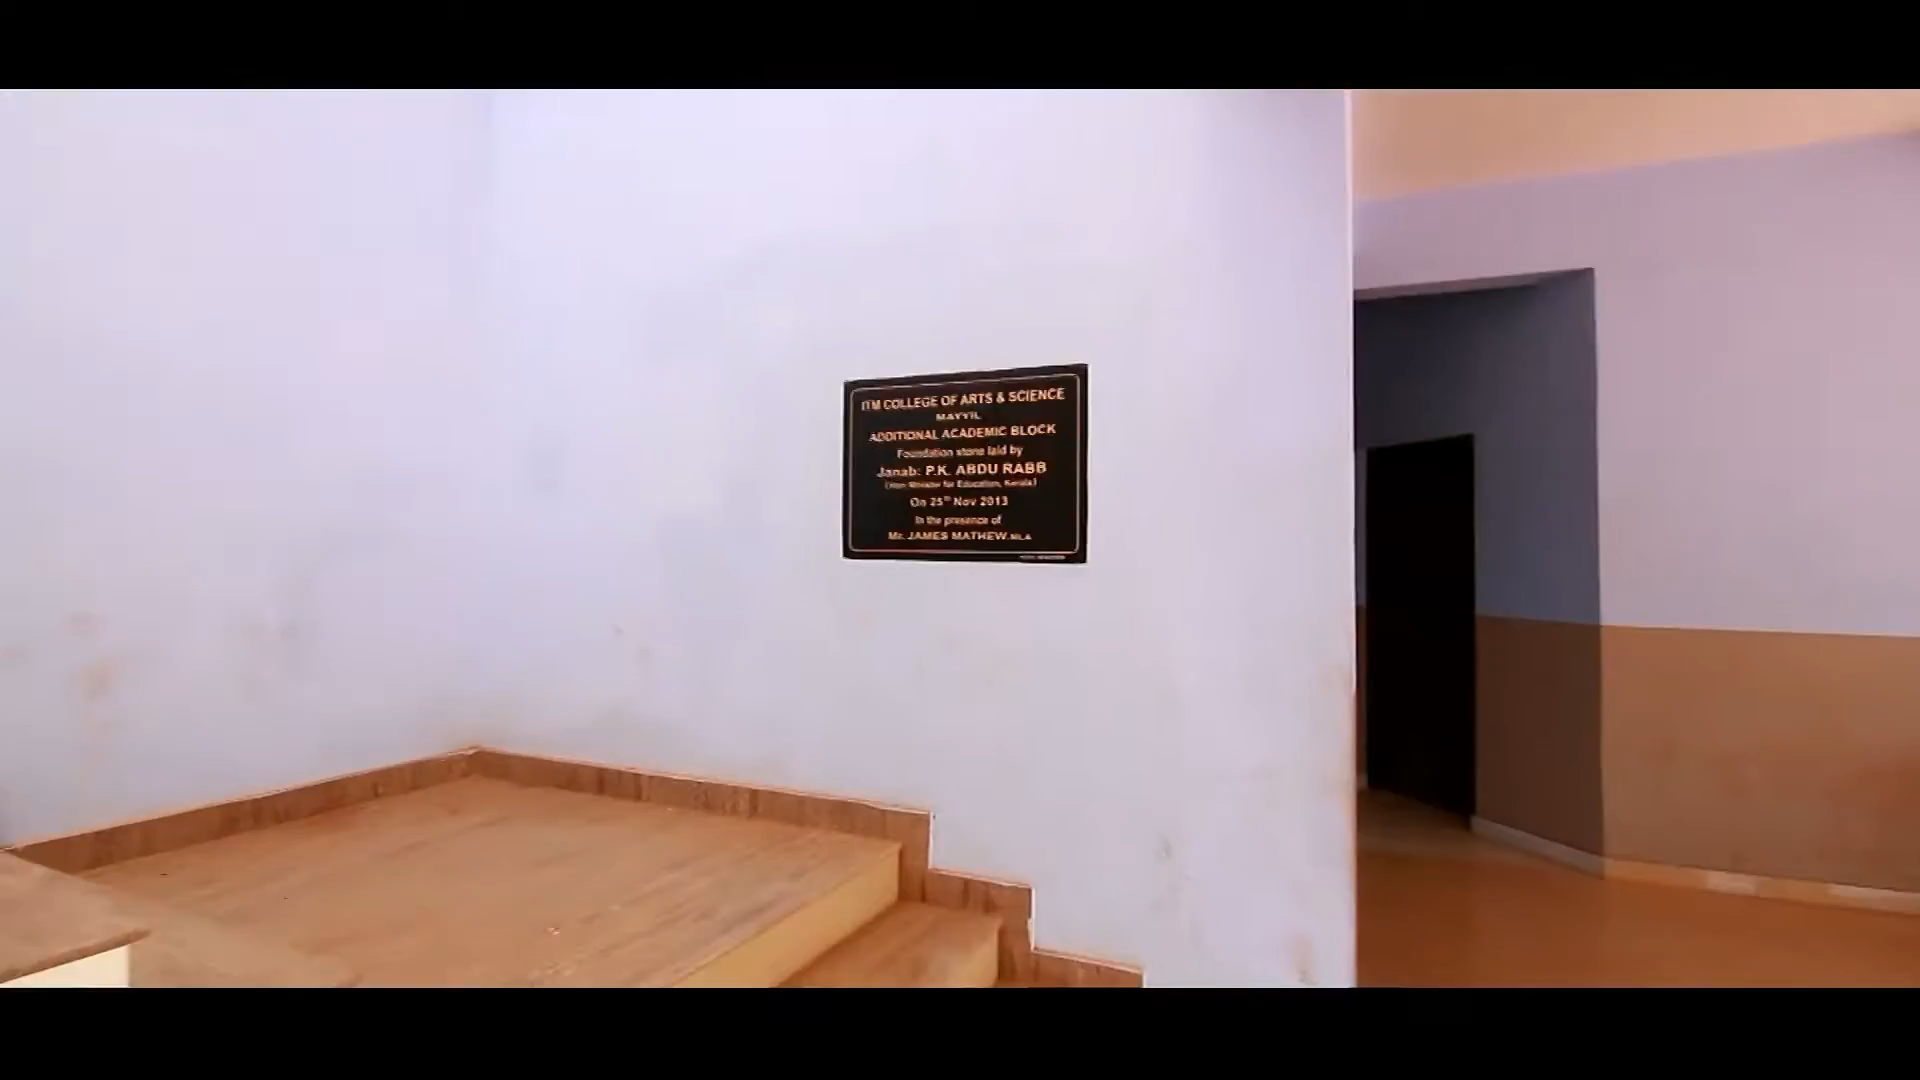 ITM COLLEGE OF ARTS & SCIENCE
MAYYIL
ADDITIONAL ACADEMIC BLOCK
Foundation stone laid by
Janab: P.K. ABDU RABB
(Hon Minister for Education, Kerala)
On 25th Nov 2013
In the presence of
Mr. JAMES MATHEW.MLA